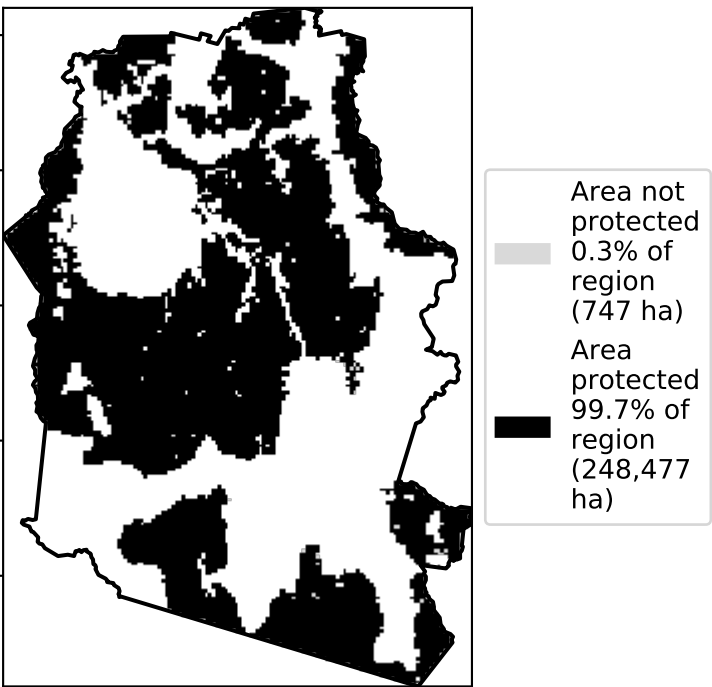 Area not
protected
0.3% of
region
(747 ha)
Area
protected
99.7% of
region
(248,477
ha)